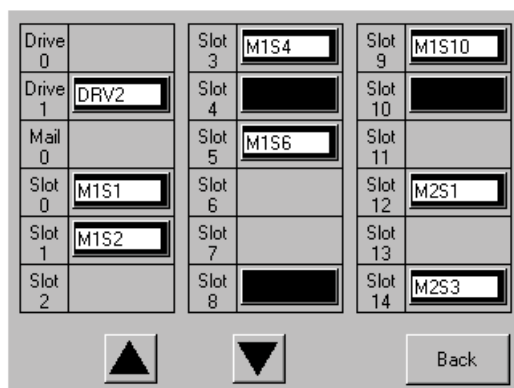 Drive
0
Drive
1
DRV2
Mail
0
Slot
0
M1S1
Slot
1
M1S2
Slot
2
Slot
3
M1S4
Slot
4
Slot
5
M1S6
Slot
6
Slot
7
Slot
8
Slot
9
M1S10
Slot
10
Slot
11
Slot
12
M2S1
Slot
13
Slot
14
M2S3
Back